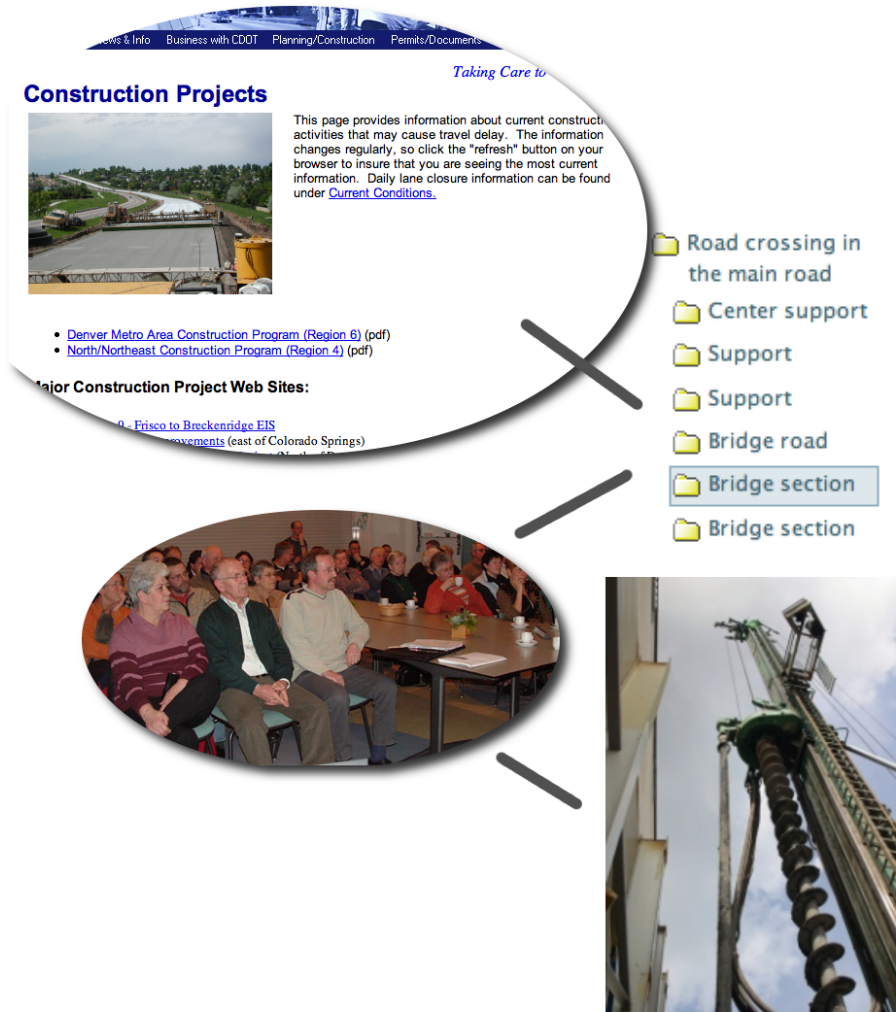 & Info Business with CDOT Planning/Construction Permits/Documents
Taking Care to
Construction Projects
This page provides information about current
activities that may cause travel delay. The information
changes regularly, so click the "refresh" button on your
browser to insure that you are seeing the most current
information. Daily lane closure information can be found
under Current Conditions.
Denver Metro Area Construction Program (Region 6) (pdf)
North/Northeast Construction Program (Region 4) (pdf)
Construction Project Web Sites:
9 - Frisco to Breckenridge EIS
(east of Colorado Springs)
Road crossing in
the main road
Center support
Support
Support
Bridge road
Bridge section
Bridge section